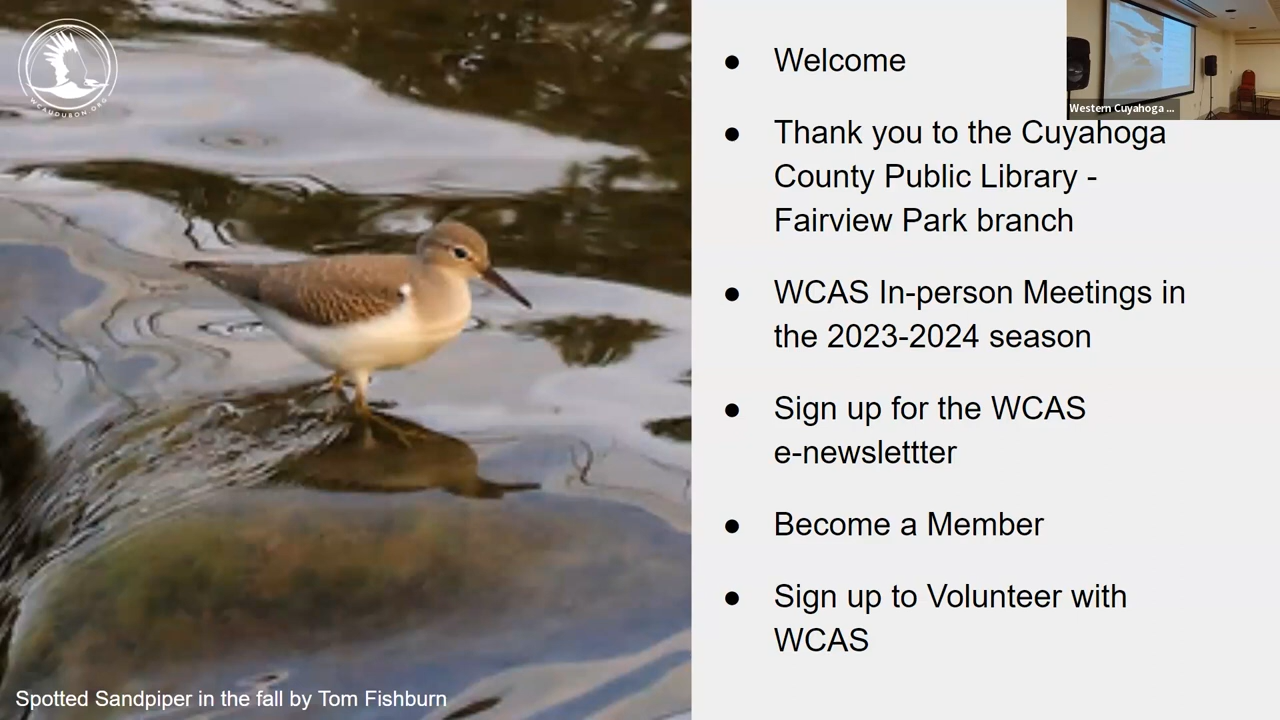 WCAUDUBON.ORG
Welcome
Thank you to the Cuyahoga
County Public Library -
Fairview Park branch
WCAS In-person Meetings in
the 2023-2024 season
Sign up for the WCAS
e-newslettter
Become a Member
Sign up to Volunteer with
WCAS
Western Cuyahoga ...
Spotted Sandpiper in the fall by Tom Fishburn